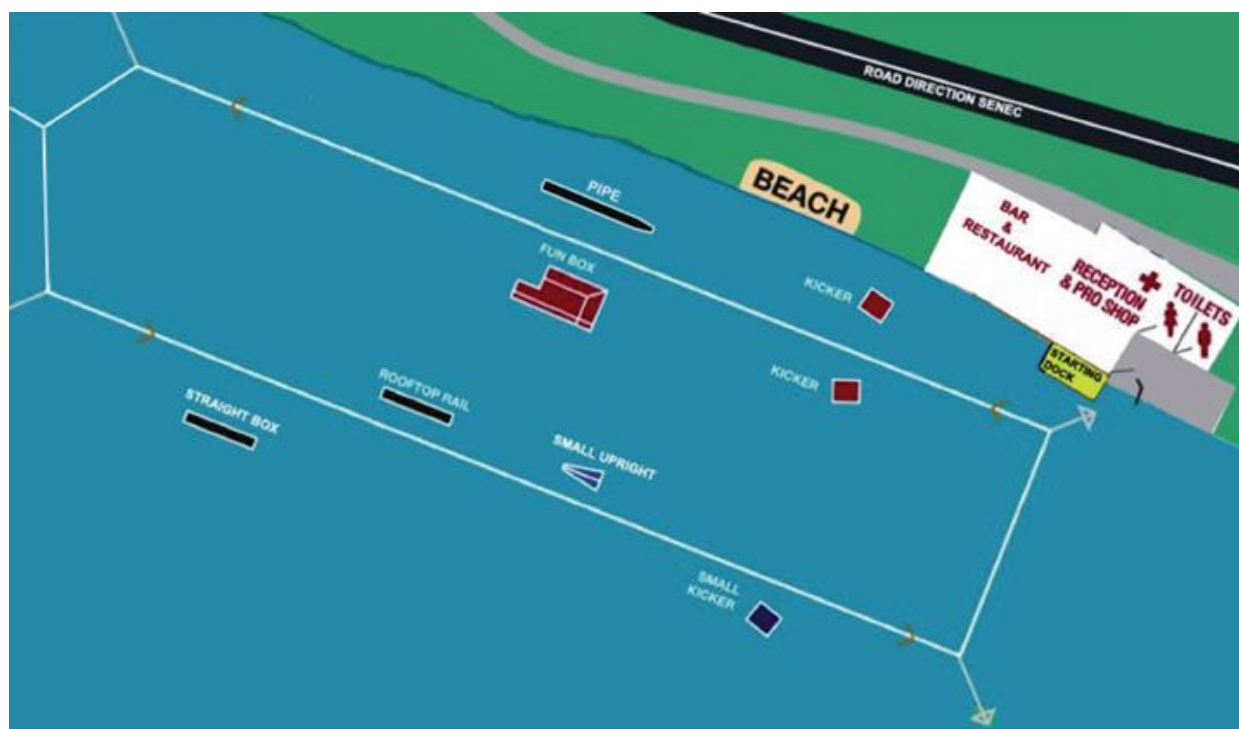 ROAD DIRECTION SENEC
PIPE
BEACH
BAR
&
RESTAURANT
FUN BOX
KICKER
RECEPTION
& PRO SHOP
TOILETS
STARTING
DOCK
KICKER
ROOFTOP RAIL
STRAIGHT BOX
SMALL UPRIGHT
SMALL
KICKER